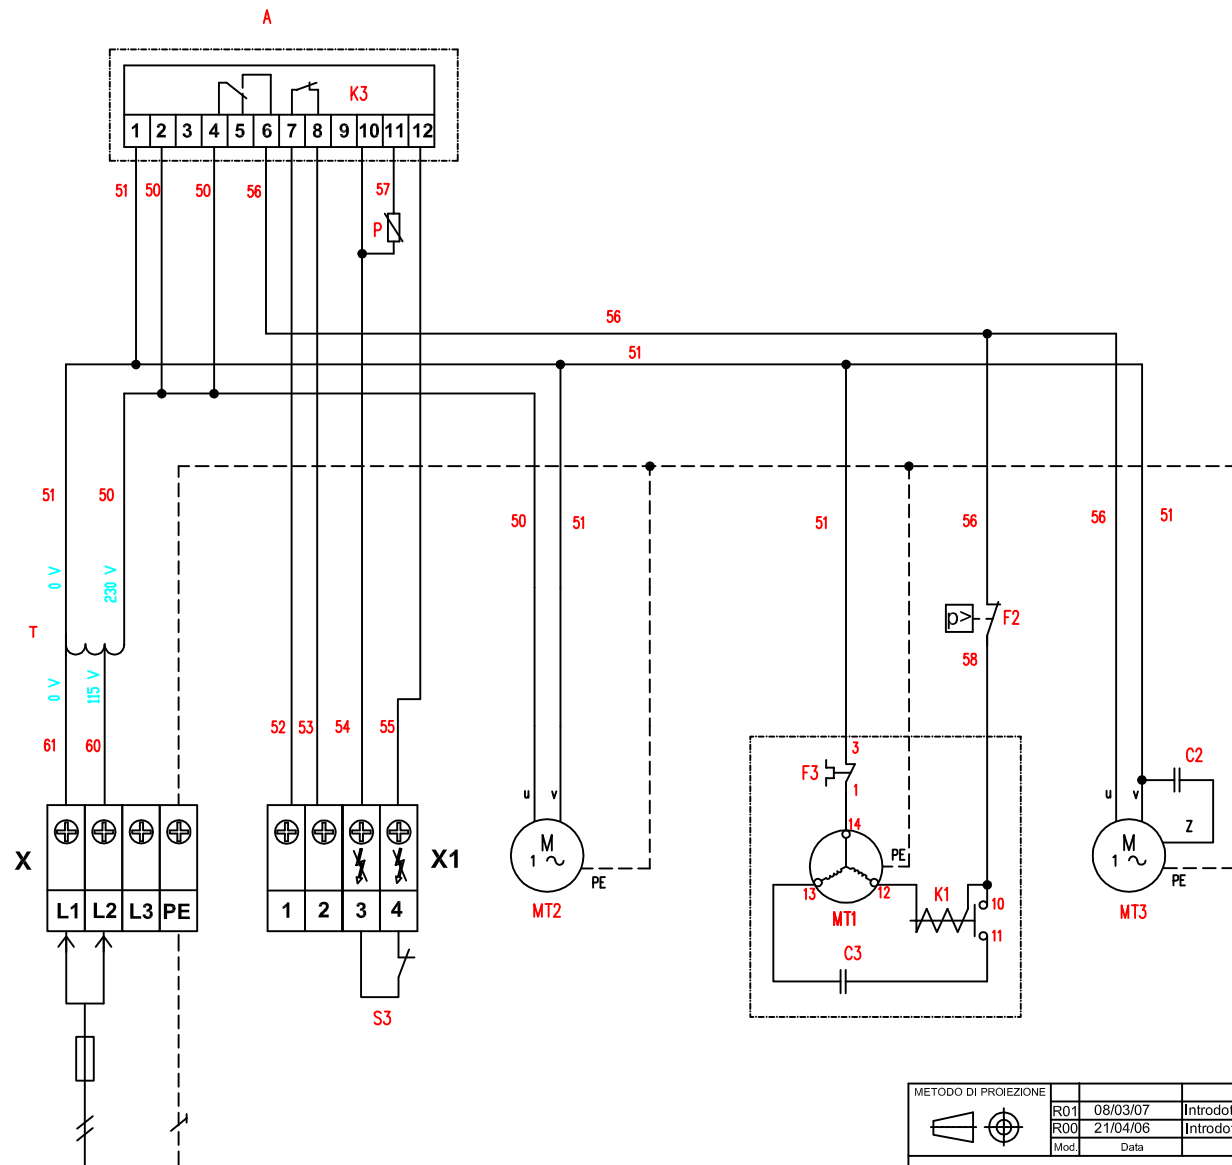 A
K3
1 2 3 4 5 6 7 8 9 10 11 12
51 50 50 56 57
P
56
51
51 50 50 51 51 56 56 51
0 V 230 V
T F2
p>
58
0 V 115 V
61 60 52 53 54 55
3 C2
F3
1
u v u v
14
X X1 M 1 M 1 Z
PE PE PE
13 12 K1
L1 L2 L3 PE 1 2 3 4 MT2 MT1 10 MT3
11
C3
S3
METODO DI PROIEZIONE
R01 08/03/07 Introdot
R00 21/04/06 Introdot
Mod. Data